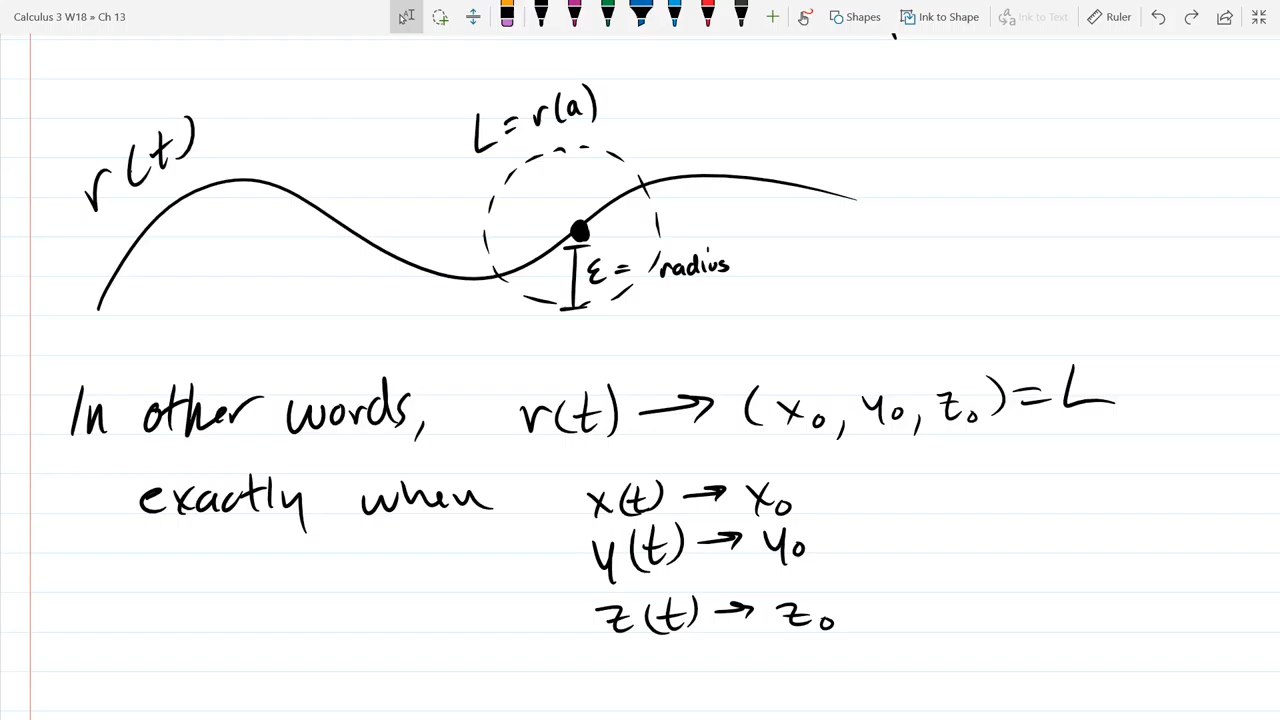 Calculus 3 W18 » Ch 13
Shapes Ink to Shape Ink to Text Ruler
r(t)
L = r(a)
ε = radius
In other words, r(t) → (x₀, y₀, z₀) = L
exactly when x(t) → x₀
y(t) → y₀
z(t) → z₀